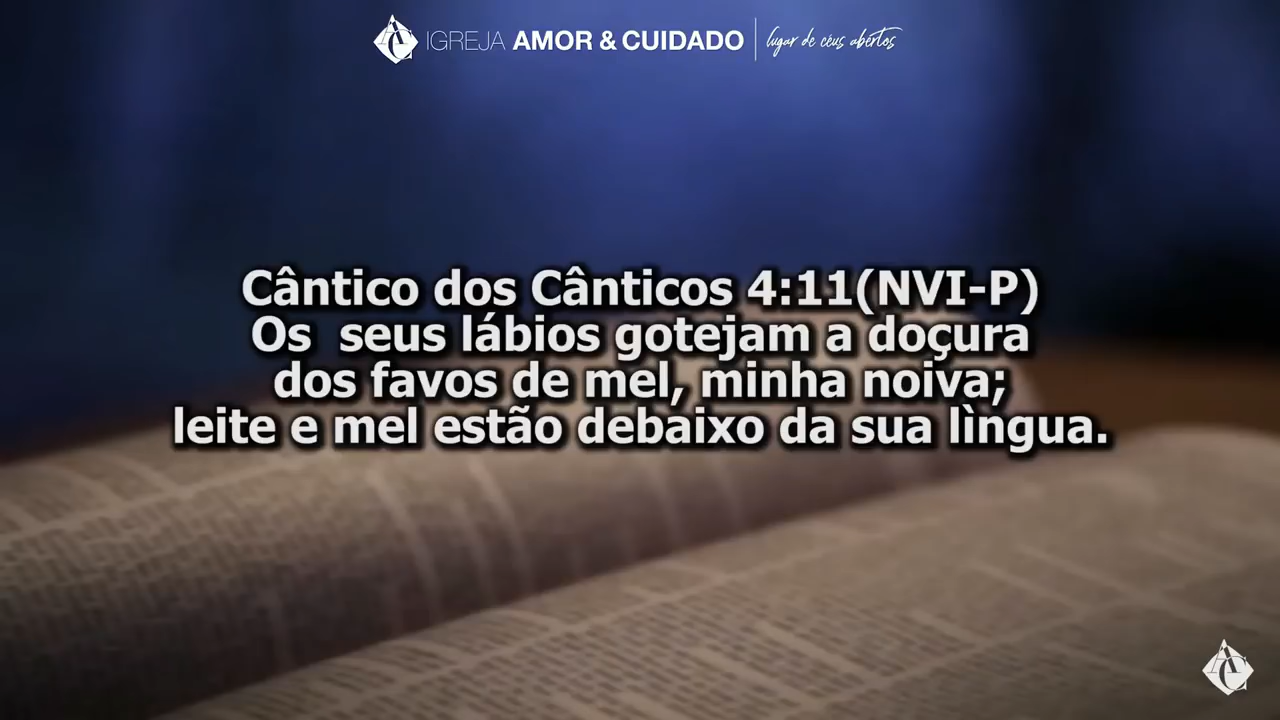 IGREJA AMOR & CUIDADO lugar de céus abertos
Cântico dos Cânticos 4:11(NVI-P)
Os  seus lábios gotejam a doçura
dos favos de mel, minha noiva;
leite e mel estão debaixo da sua lìngua.